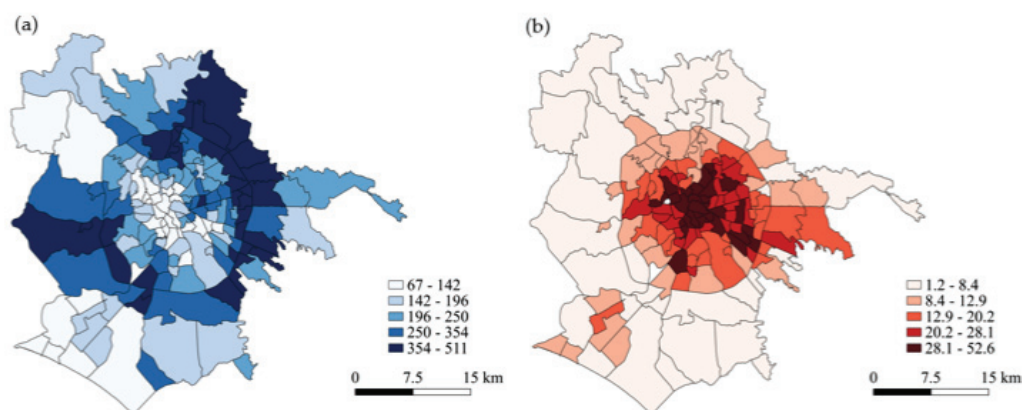 (a)
67 - 142
142 - 196
196 - 250
250 - 354
354 - 511
0 7.5 15 km
(b)
1.2 - 8.4
8.4 - 12.9
12.9 - 20.2
20.2 - 28.1
28.1 - 52.6
0 7.5 15 km